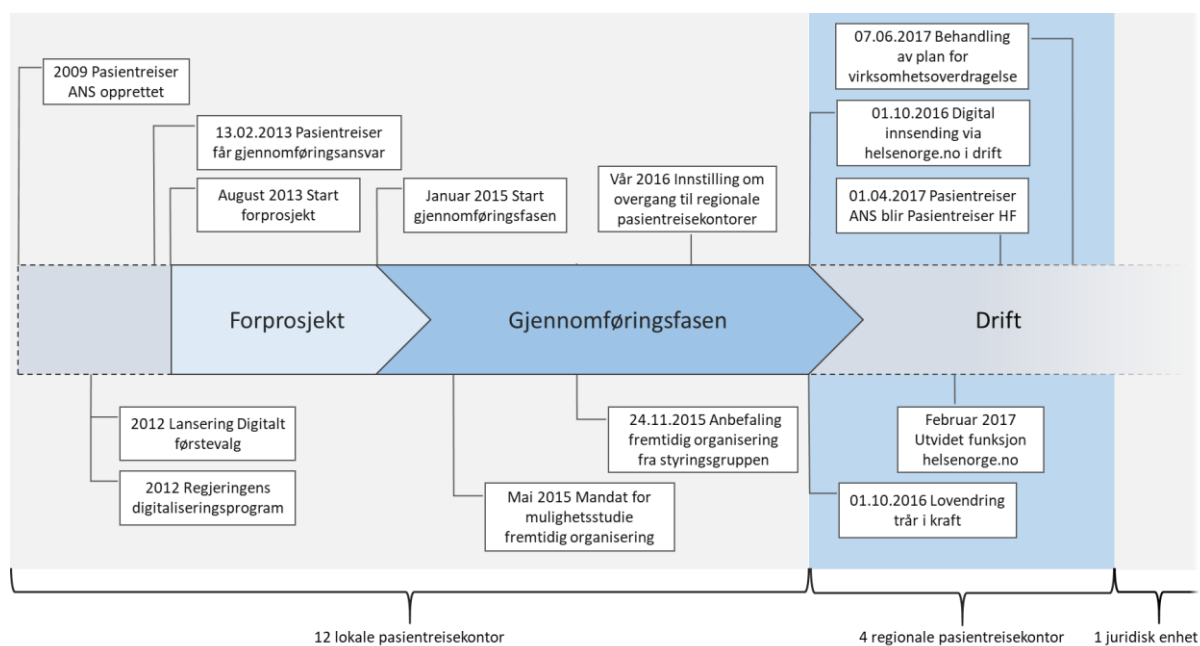 2009 Pasientreiser
ANS opprettet
13.02.2013 Pasientreiser
får gjennomføringsansvar
August 2013 Start
forprosjekt
Januar 2015 Start
gjennomføringsfasen
Vår 2016 Innstilling om
overgang til regionale
pasientreisekontorer
07.06.2017 Behandling
av plan for
virksomhetsoverdragelse
01.10.2016 Digital
innsending via
helsenorge.no i drift
01.04.2017 Pasientreiser
ANS blir Pasientreiser HF
Forprosjekt
Gjennomføringsfasen
Drift
2012 Lansering Digitalt
førstevalg
2012 Regjeringens
digitaliseringsprogram
24.11.2015 Anbefaling
fremtidig organisering
fra styringsgruppen
Mai 2015 Mandat for
mulighetsstudie
fremtidig organisering
Februar 2017
Utvidet funksjon
helsenorge.no
01.10.2016 Lovendring
trår i kraft
12 lokale pasientreisekontor
4 regionale pasientreisekontor
1 juridisk enhet